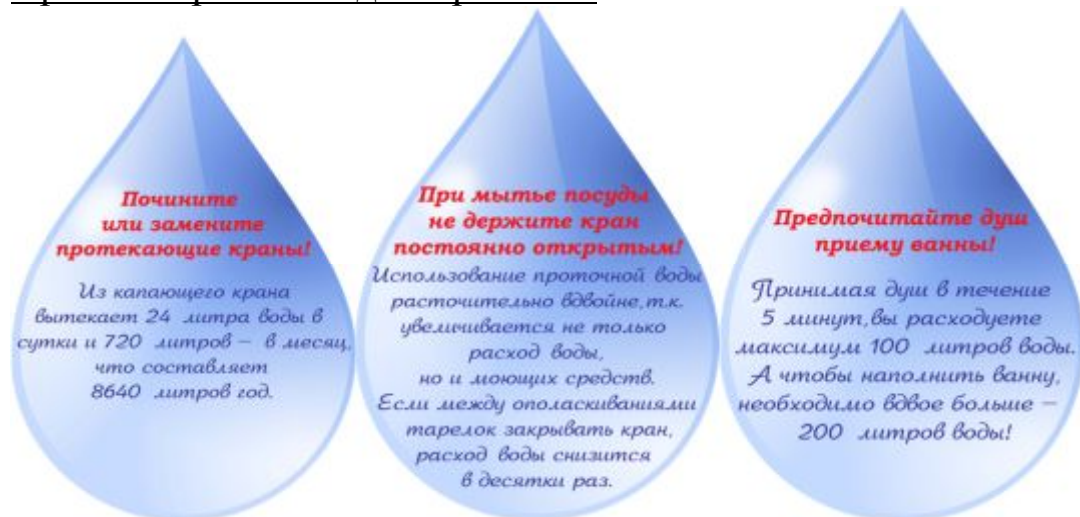 Почините
или замените
протекающие краны!
Из капающего крана
вытекает 24 литра воды в
сутки и 720 литров – в месяц,
что составляет
8640 литров год.
При мытье посуды
не держите кран
постоянно открытым!
Использование проточной воды
расточительно вдвойне,т.к.
увеличивается не только
расход воды,
но и моющих средств.
Если между ополаскиваниями
тарелок закрывать кран,
расход воды снизится
в десятки раз.
Предпочитайте душ
приему ванны!
Принимая душ в течение
5 минут,вы расходуете
максимум 100 литров воды.
А чтобы наполнить ванну,
необходимо вдвое больше –
200 литров воды!